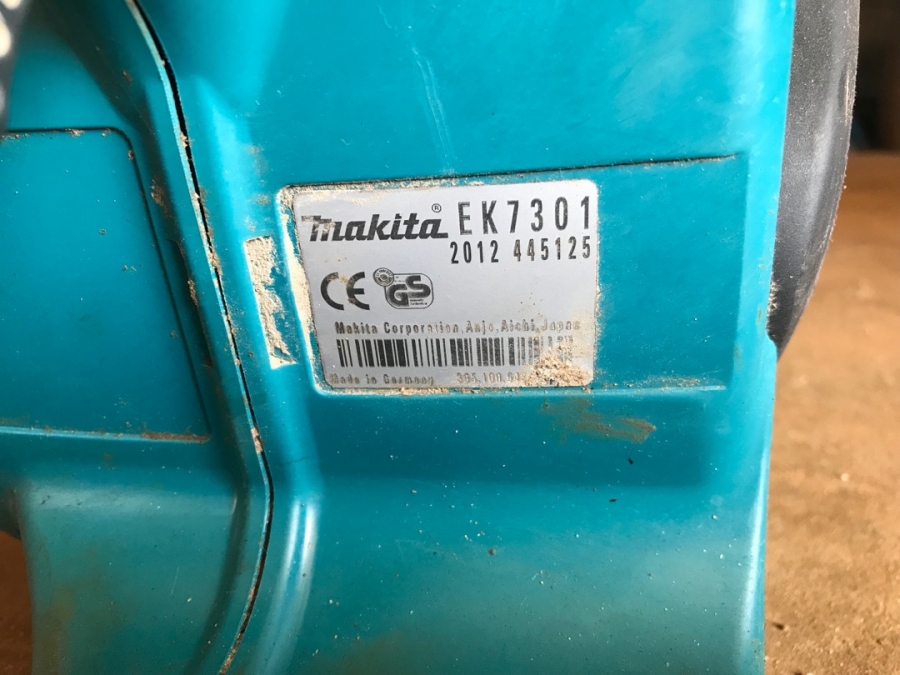 makita® EK7301
2012 445125
CE GS
Makita Corporation, Anjo, Aichi, Japan
Made in Germany